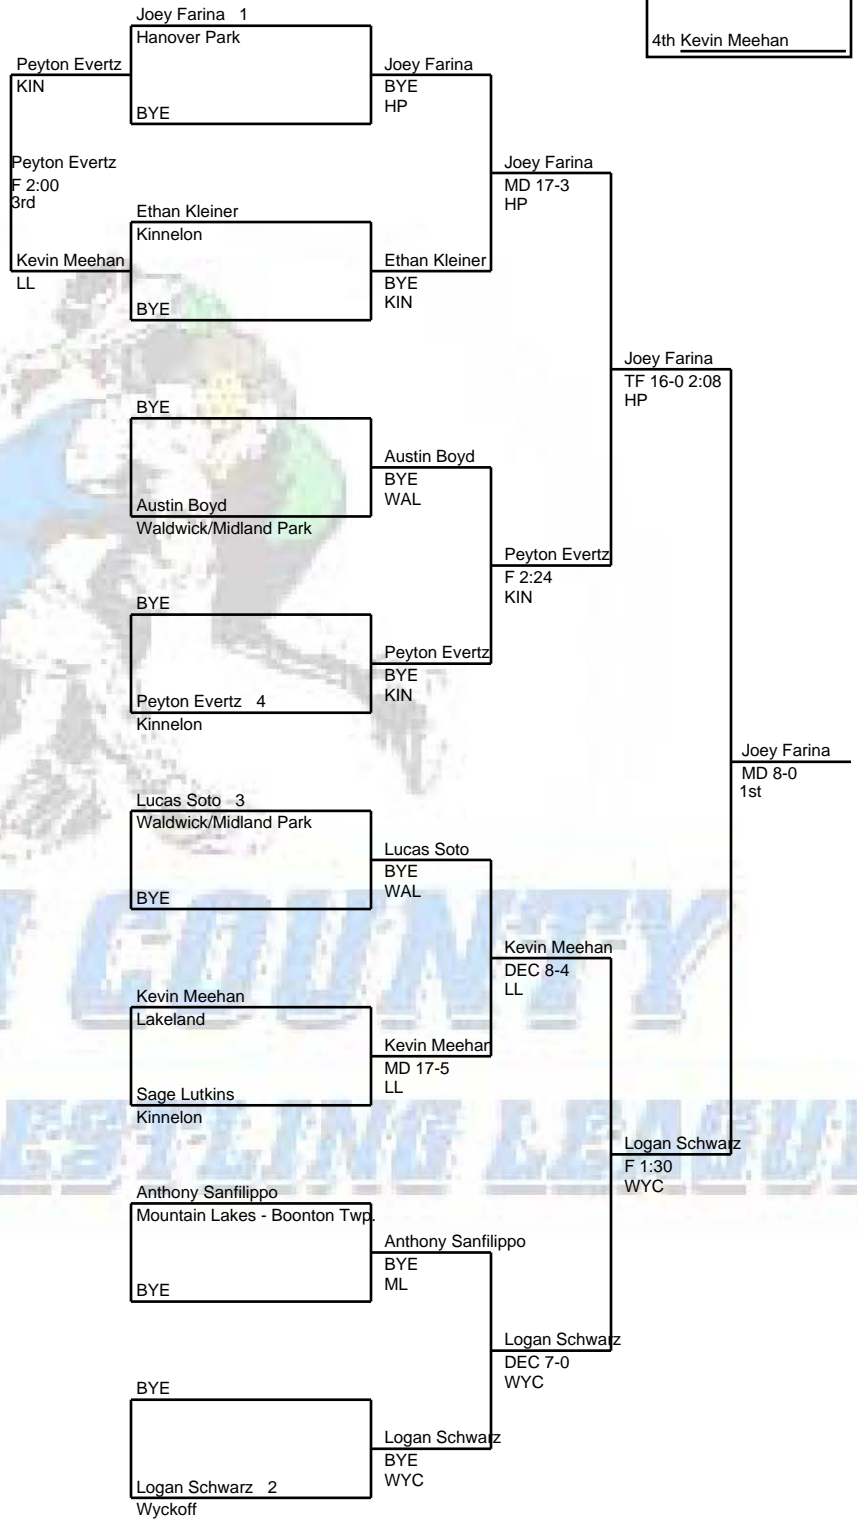 4th Kevin Meehan
Joey Farina 1
Hanover Park
BYE
Peyton Evertz
KIN
Peyton Evertz
F 2:00
3rd
Kevin Meehan
LL
Ethan Kleiner
Kinnelon
BYE
BYE
Austin Boyd
Waldwick/Midland Park
BYE
Peyton Evertz 4
Kinnelon
Lucas Soto 3
Waldwick/Midland Park
BYE
Kevin Meehan
Lakeland
Sage Lutkins
Kinnelon
Anthony Sanfilippo
Mountain Lakes - Boonton Twp.
BYE
BYE
Logan Schwarz 2
Wyckoff
Joey Farina
BYE
HP
Ethan Kleiner
BYE
KIN
Austin Boyd
BYE
WAL
Peyton Evertz
BYE
KIN
Lucas Soto
BYE
WAL
Kevin Meehan
MD 17-5
LL
Anthony Sanfilippo
BYE
ML
Logan Schwarz
BYE
WYC
Joey Farina
MD 17-3
HP
Peyton Evertz
F 2:24
KIN
Kevin Meehan
DEC 8-4
LL
Logan Schwarz
DEC 7-0
WYC
Joey Farina
TF 16-0 2:08
HP
Logan Schwarz
F 1:30
WYC
Joey Farina
MD 8-0
1st
COUNTY
ESTLING LEAGU